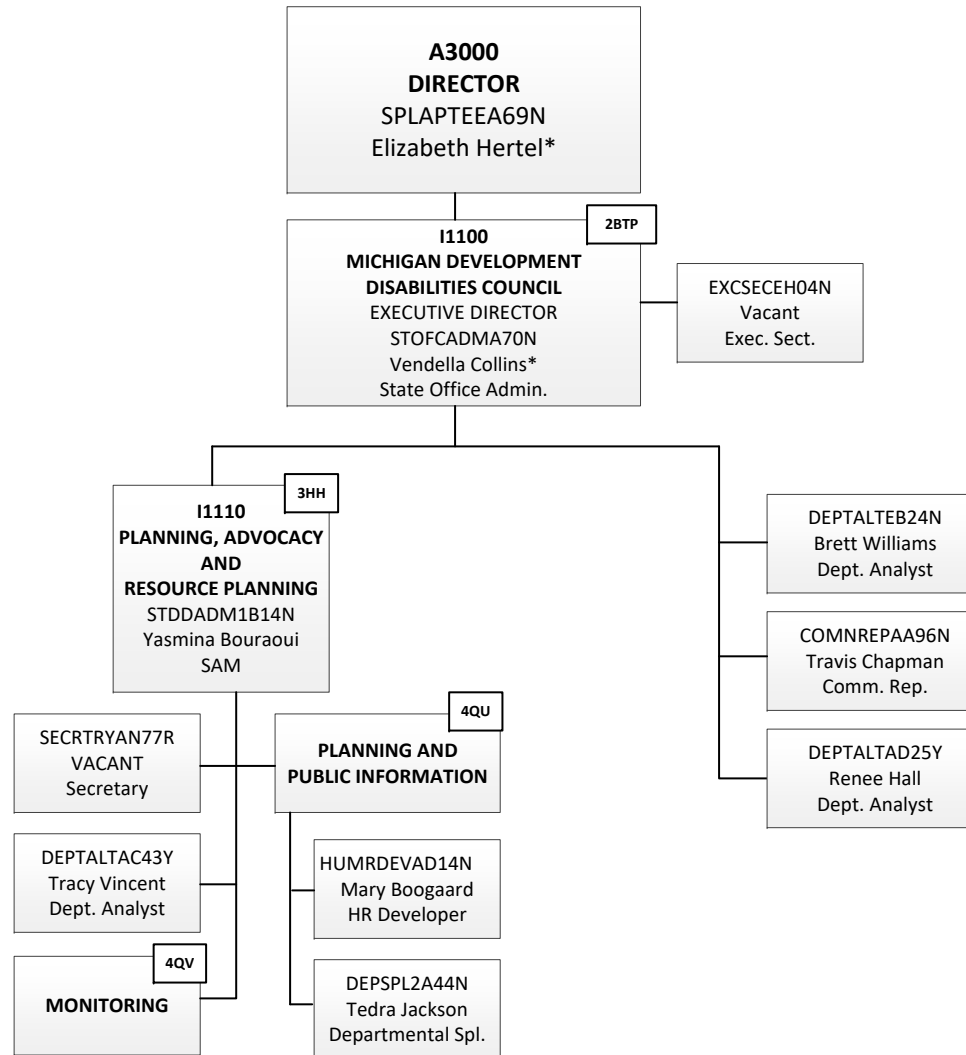 A3000
DIRECTOR
SPLAPTEEA69N
Elizabeth Hertel*
2BTP
I1100
MICHIGAN DEVELOPMENT
DISABILITIES COUNCIL
EXECUTIVE DIRECTOR
STOFCADMA70N
Vendella Collins*
State Office Admin.
EXCSECEH04N
Vacant
Exec. Sect.
3HH
I1110
PLANNING, ADVOCACY
AND
RESOURCE PLANNING
STDDADM1B14N
Yasmina Bouraoui
SAM
DEPTALTEB24N
Brett Williams
Dept. Analyst
COMNREPAA96N
Travis Chapman
Comm. Rep.
DEPTALTAD25Y
Renee Hall
Dept. Analyst
SECRTRYAN77R
VACANT
Secretary
4QU
PLANNING AND
PUBLIC INFORMATION
DEPTALTAC43Y
Tracy Vincent
Dept. Analyst
HUMRDEVAD14N
Mary Boogaard
HR Developer
4QV
MONITORING
DEPSPL2A44N
Tedra Jackson
Departmental Spl.